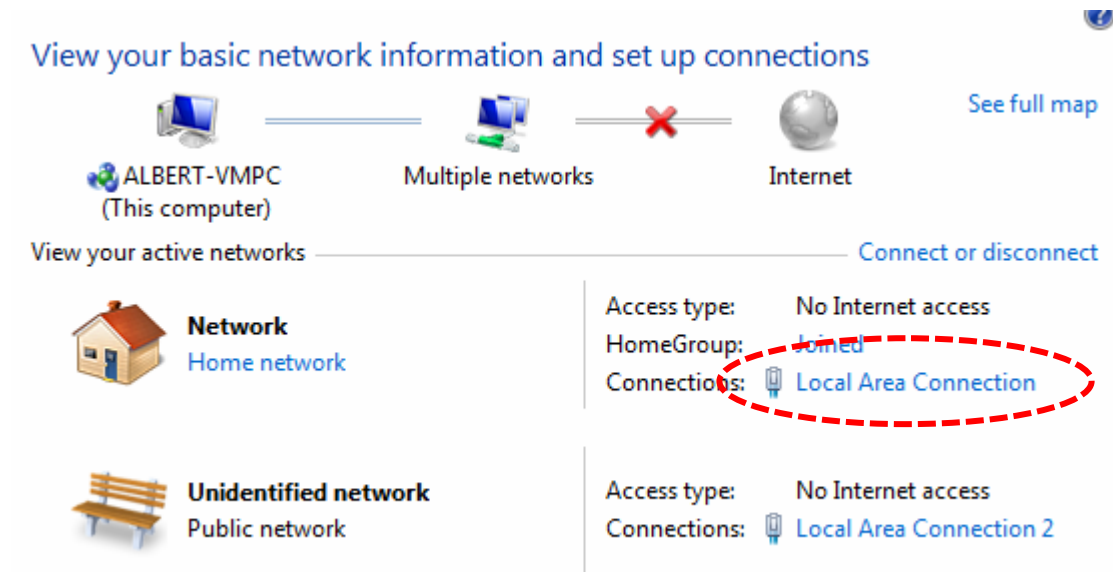 View your basic network information and set up connections
See full map
ALBERT-VMPC
(This computer)
Multiple networks
Internet
View your active networks
Connect or disconnect
Network
Home network
Access type: No Internet access
HomeGroup: Joined
Connections: Local Area Connection
Unidentified network
Public network
Access type: No Internet access
Connections: Local Area Connection 2